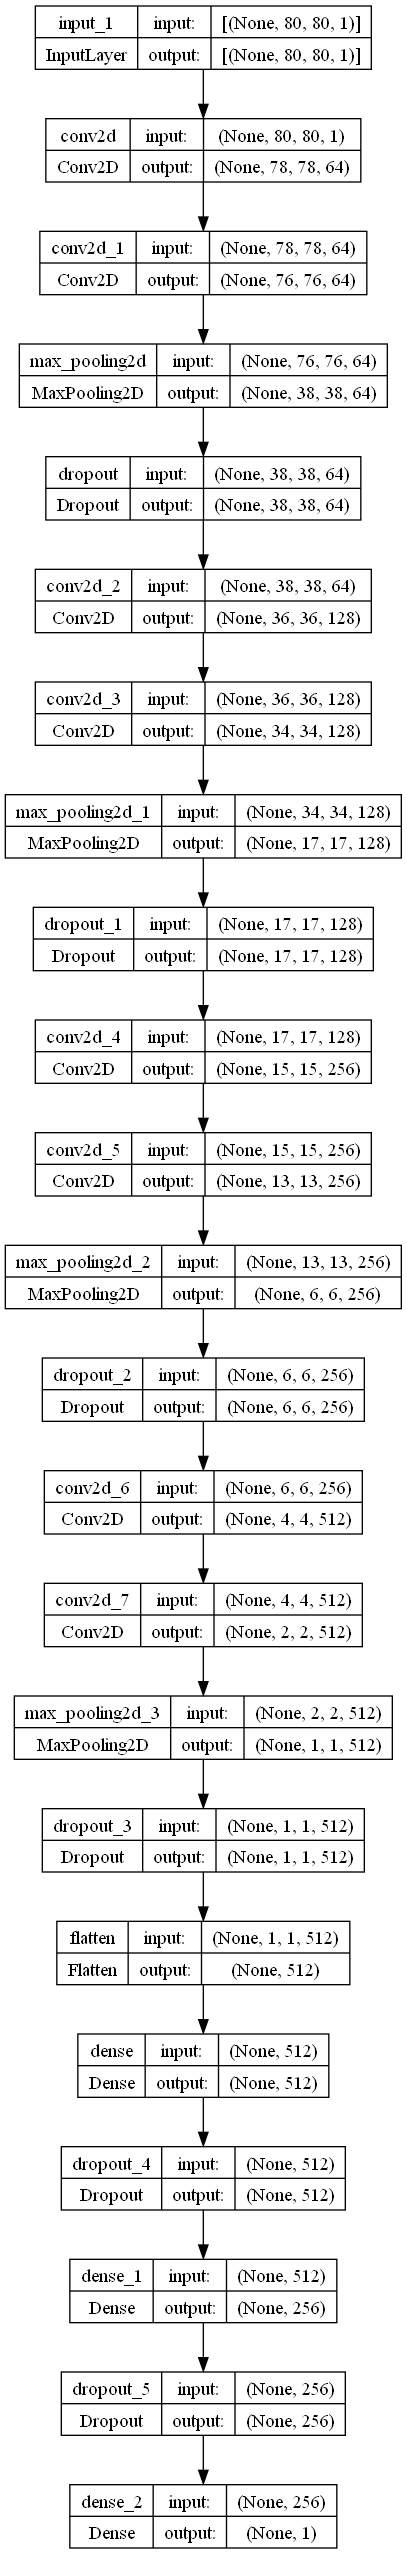 input_1 input: [(None, 80, 80, 1)]
InputLayer output: [(None, 80, 80, 1)]
conv2d input: (None, 80, 80, 1)
Conv2D output: (None, 78, 78, 64)
conv2d_1 input: (None, 78, 78, 64)
Conv2D output: (None, 76, 76, 64)
max_pooling2d input: (None, 76, 76, 64)
MaxPooling2D output: (None, 38, 38, 64)
dropout input: (None, 38, 38, 64)
Dropout output: (None, 38, 38, 64)
conv2d_2 input: (None, 38, 38, 64)
Conv2D output: (None, 36, 36, 128)
conv2d_3 input: (None, 36, 36, 128)
Conv2D output: (None, 34, 34, 128)
max_pooling2d_1 input: (None, 34, 34, 128)
MaxPooling2D output: (None, 17, 17, 128)
dropout_1 input: (None, 17, 17, 128)
Dropout output: (None, 17, 17, 128)
conv2d_4 input: (None, 17, 17, 128)
Conv2D output: (None, 15, 15, 256)
conv2d_5 input: (None, 15, 15, 256)
Conv2D output: (None, 13, 13, 256)
max_pooling2d_2 input: (None, 13, 13, 256)
MaxPooling2D output: (None, 6, 6, 256)
dropout_2 input: (None, 6, 6, 256)
Dropout output: (None, 6, 6, 256)
conv2d_6 input: (None, 6, 6, 256)
Conv2D output: (None, 4, 4, 512)
conv2d_7 input: (None, 4, 4, 512)
Conv2D output: (None, 2, 2, 512)
max_pooling2d_3 input: (None, 2, 2, 512)
MaxPooling2D output: (None, 1, 1, 512)
dropout_3 input: (None, 1, 1, 512)
Dropout output: (None, 1, 1, 512)
flatten input: (None, 1, 1, 512)
Flatten output: (None, 512)
dense input: (None, 512)
Dense output: (None, 512)
dropout_4 input: (None, 512)
Dropout output: (None, 512)
dense_1 input: (None, 512)
Dense output: (None, 256)
dropout_5 input: (None, 256)
Dropout output: (None, 256)
dense_2 input: (None, 256)
Dense output: (None, 1)